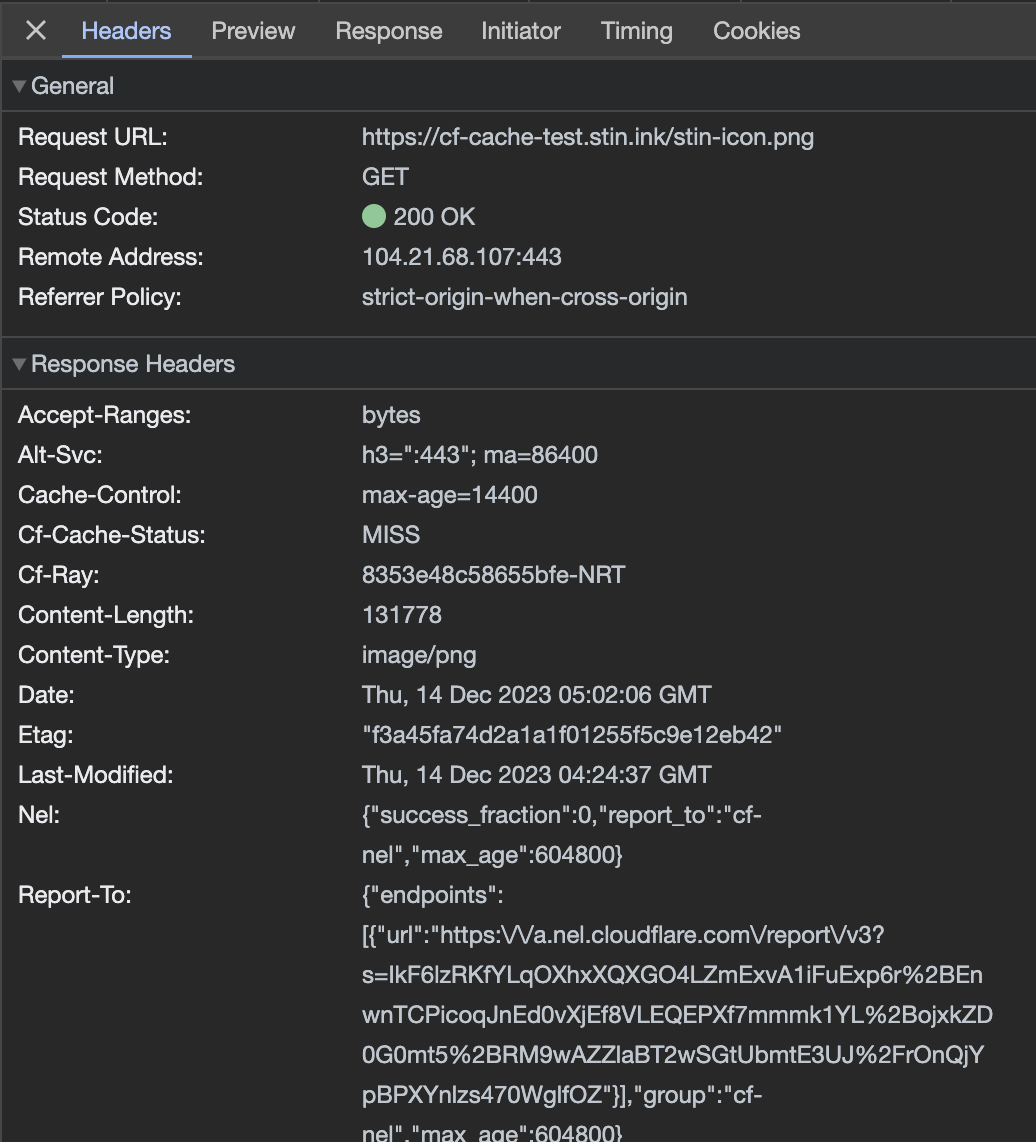 Headers Preview Response Initiator Timing Cookies
General
Request URL: https://cf-cache-test.stin.ink/stin-icon.png
Request Method: GET
Status Code: 200 OK
Remote Address: 104.21.68.107:443
Referrer Policy: strict-origin-when-cross-origin
Response Headers
Accept-Ranges: bytes
Alt-Svc: h3=":443"; ma=86400
Cache-Control: max-age=14400
Cf-Cache-Status: MISS
Cf-Ray: 8353e48c58655bfe-NRT
Content-Length: 131778
Content-Type: image/png
Date: Thu, 14 Dec 2023 05:02:06 GMT
Etag: "f3a45fa74d2a1a1f01255f5c9e12eb42"
Last-Modified: Thu, 14 Dec 2023 04:24:37 GMT
Nel: {"success_fraction":0,"report_to":"cf-
nel","max_age":604800}
Report-To: {"endpoints":
[{"url":"https:\/\/a.nel.cloudflare.com\/report\/v3?
s=IkF6lzRKfYLqOXhxXQXGO4LZmExvA1iFuExp6r%2BEn
wnTCPicoqJnEd0vXjEf8VLEQEPXf7mmmk1YL%2BojxkZD
0G0mt5%2BRM9wAZZlaBT2wSGtUbmtE3UJ%2FrOnQjY
pBPXYnlzs470WglfOZ"}],"group":"cf-
nel","max_age":604800}